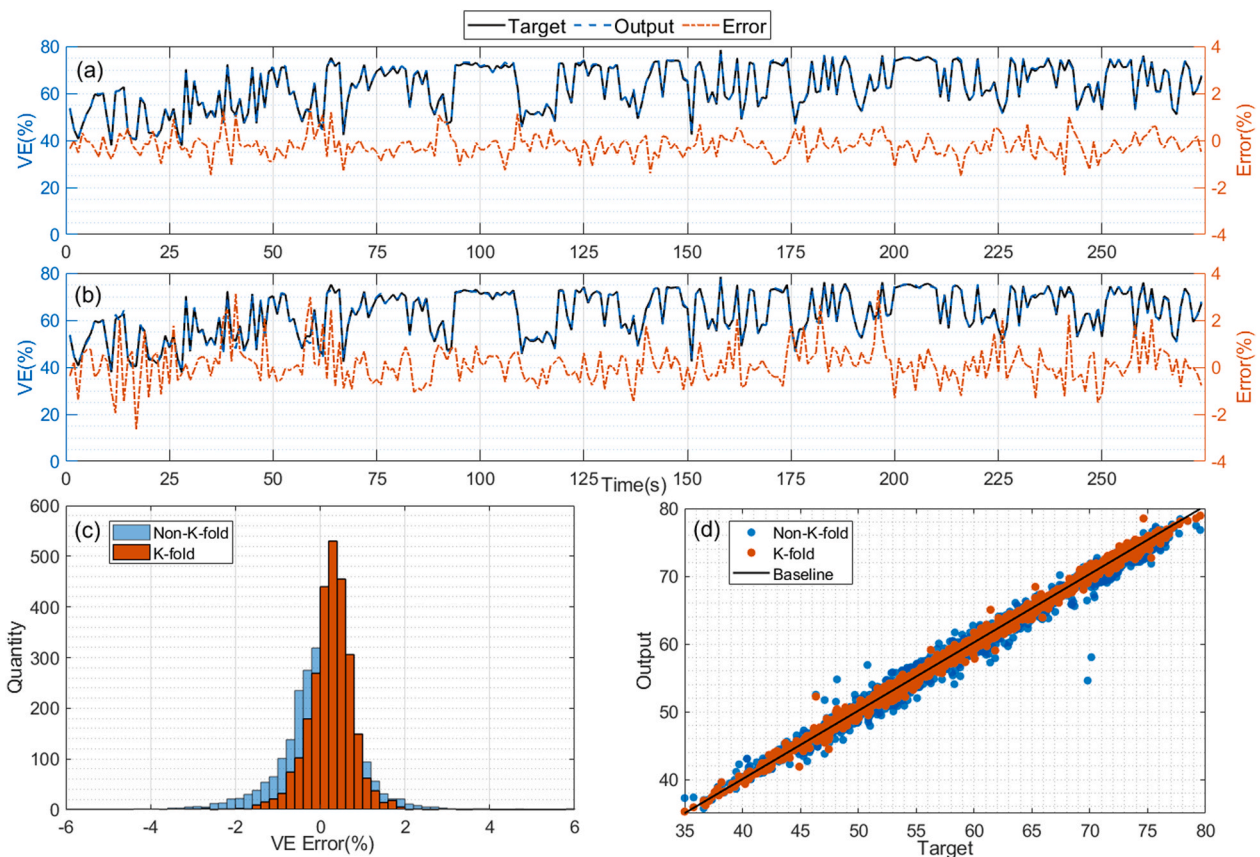 Target Output Error
(a)
80
60
40
20
0
VE(%)
4
2
0
-2
-4
Error(%)
0 25 50 75 100 125 150 175 200 225 250
(b)
80
60
40
20
0
VE(%)
4
2
0
-2
-4
Error(%)
0 25 50 75 100 125 150 175 200 225 250
Time(s)
(c)
Non-K-fold
K-fold
600
500
400
300
200
100
0
Quantity
-6 -4 -2 0 2 4 6
VE Error(%)
(d)
Non-K-fold
K-fold
Baseline
80
70
60
50
40
Output
35 40 45 50 55 60 65 70 75 80
Target